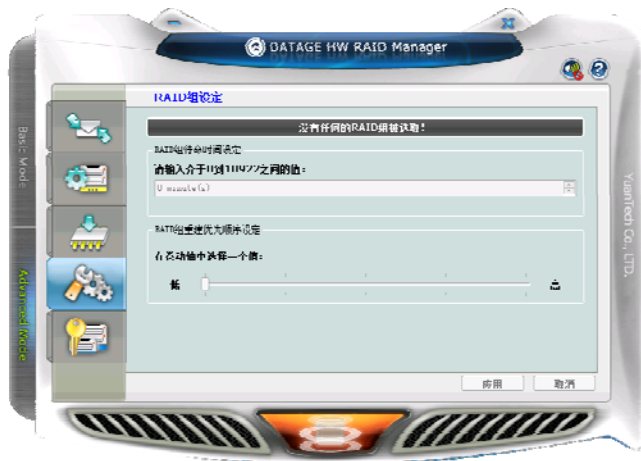 DATAGE HW RAID Manager
RAID组设定
没有任何的RAID组被选取!
RAID组待命时间设定
请输入介于0到10922之间的值:
0 minute(s)
RAID组重建优先顺序设定
在滚动轴中选择一个值:
低
高
应用
取消
Basic Mode
Advanced Mode
YuanTech Co., LTD.